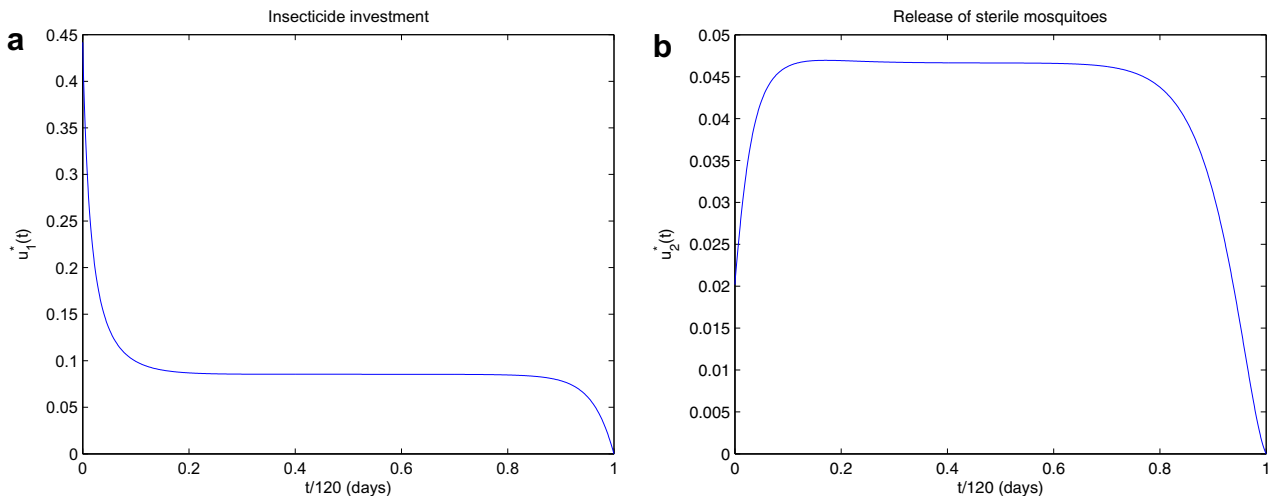 a
Insecticide investment
0.45
0.4
0.35
0.3
0.25
0.2
0.15
0.1
0.05
0
u₁*(t)
0 0.2 0.4 0.6 0.8 1
t/120 (days)
b
Release of sterile mosquitoes
0.05
0.045
0.04
0.035
0.03
0.025
0.02
0.015
0.01
0.005
0
u₂*(t)
0 0.2 0.4 0.6 0.8 1
t/120 (days)